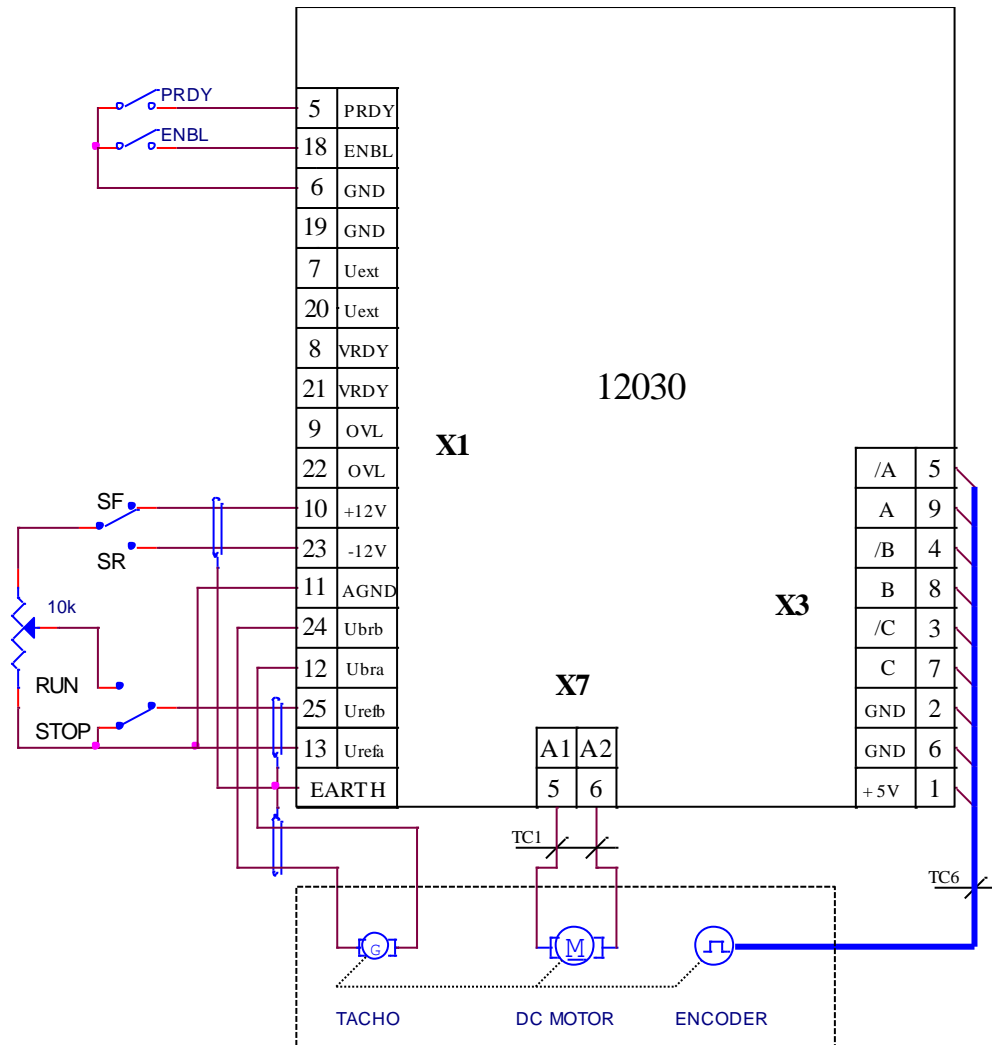 PRDY
5 PRDY
ENBL
18 ENBL
6 GND
19 GND
7 Uext
20 Uext
8 VRDY
21 VRDY
9 OVL
22 OVL
12030
X1
SF
10 +12V
SR
23 -12V
11 AGND
10k
24 Ubrb
12 Ubra
RUN
25 Urefb
STOP
13 Urefa
EARTH
X3
/A 5
A 9
/B 4
B 8
/C 3
C 7
GND 2
GND 6
+5V 1
X7
A1 A2
5 6
TC1
TC6
G
M
TACHO
DC MOTOR
ENCODER